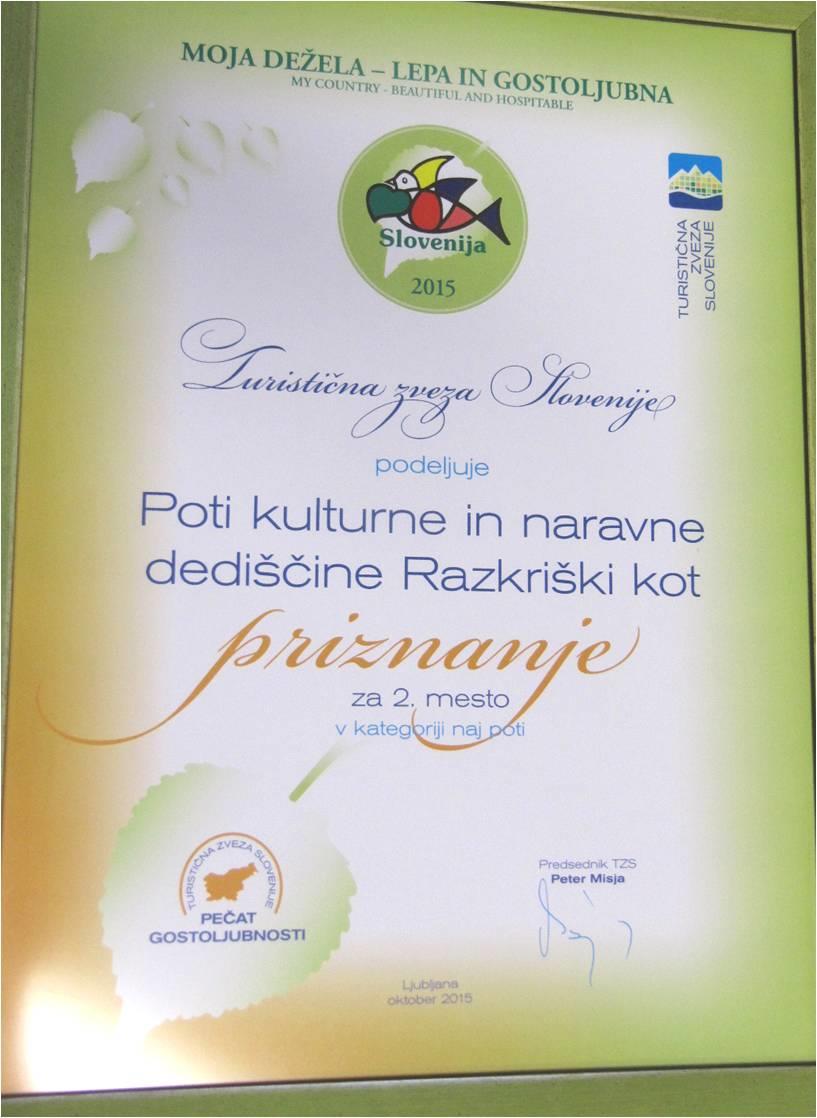 MOJA DEŽELA – LEPA IN GOSTOLJUBNA
MY COUNTRY - BEAUTIFUL AND HOSPITABLE
Slovenija
2015
TURISTIČNA
ZVEZA
SLOVENIJE
Turistična zveza Slovenije
podeljuje
Poti kulturne in naravne
dediščine Razkriški kot
priznanje
za 2. mesto
v kategoriji naj poti
TURISTIČNA ZVEZA SLOVENIJE
PEČAT
GOSTOLJUBNOSTI
Predsednik TZS
Peter Misja
Ljubljana
oktober 2015